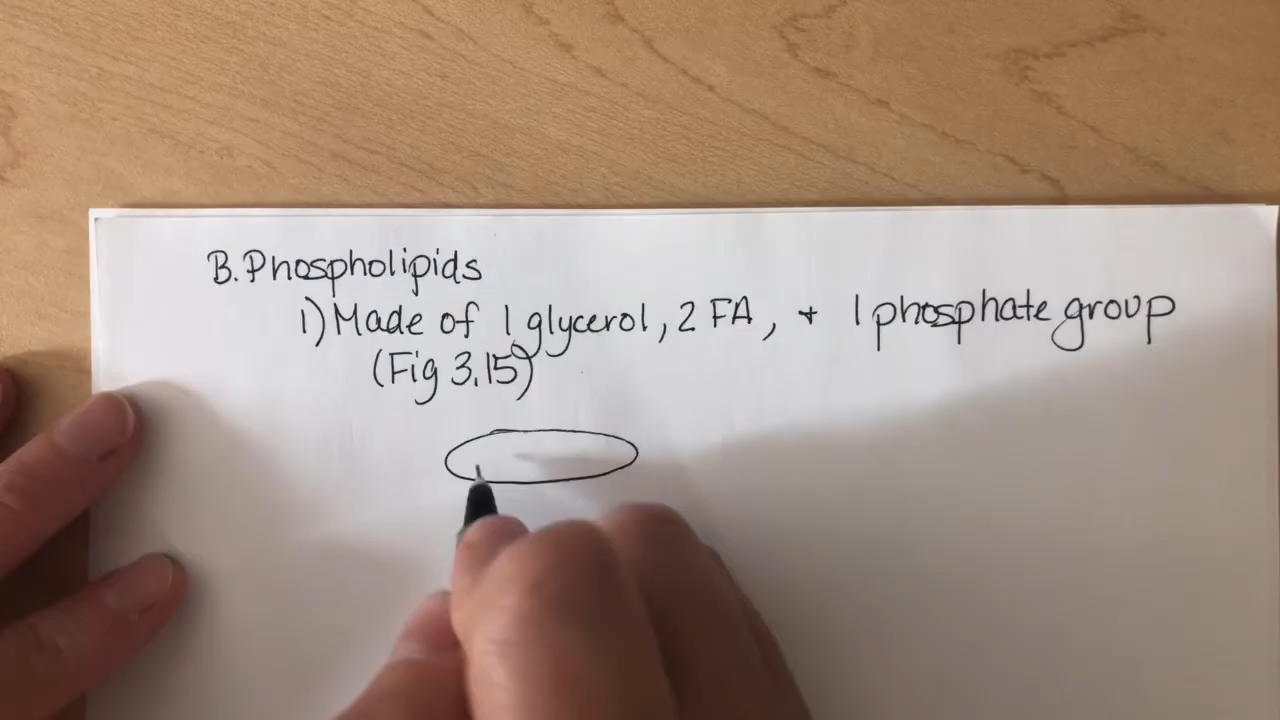 B. Phospholipids
1) Made of 1 glycerol, 2 FA, + 1 phosphate group
(Fig 3.15)